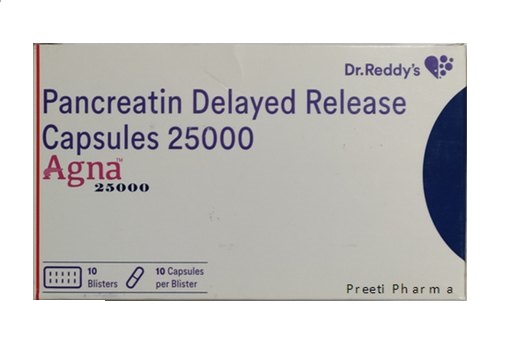 Dr.Reddy's
Pancreatin Delayed Release
Capsules 25000
Agna™
25000
10
Blisters
10 Capsules
per Blister
Preeti Pharma